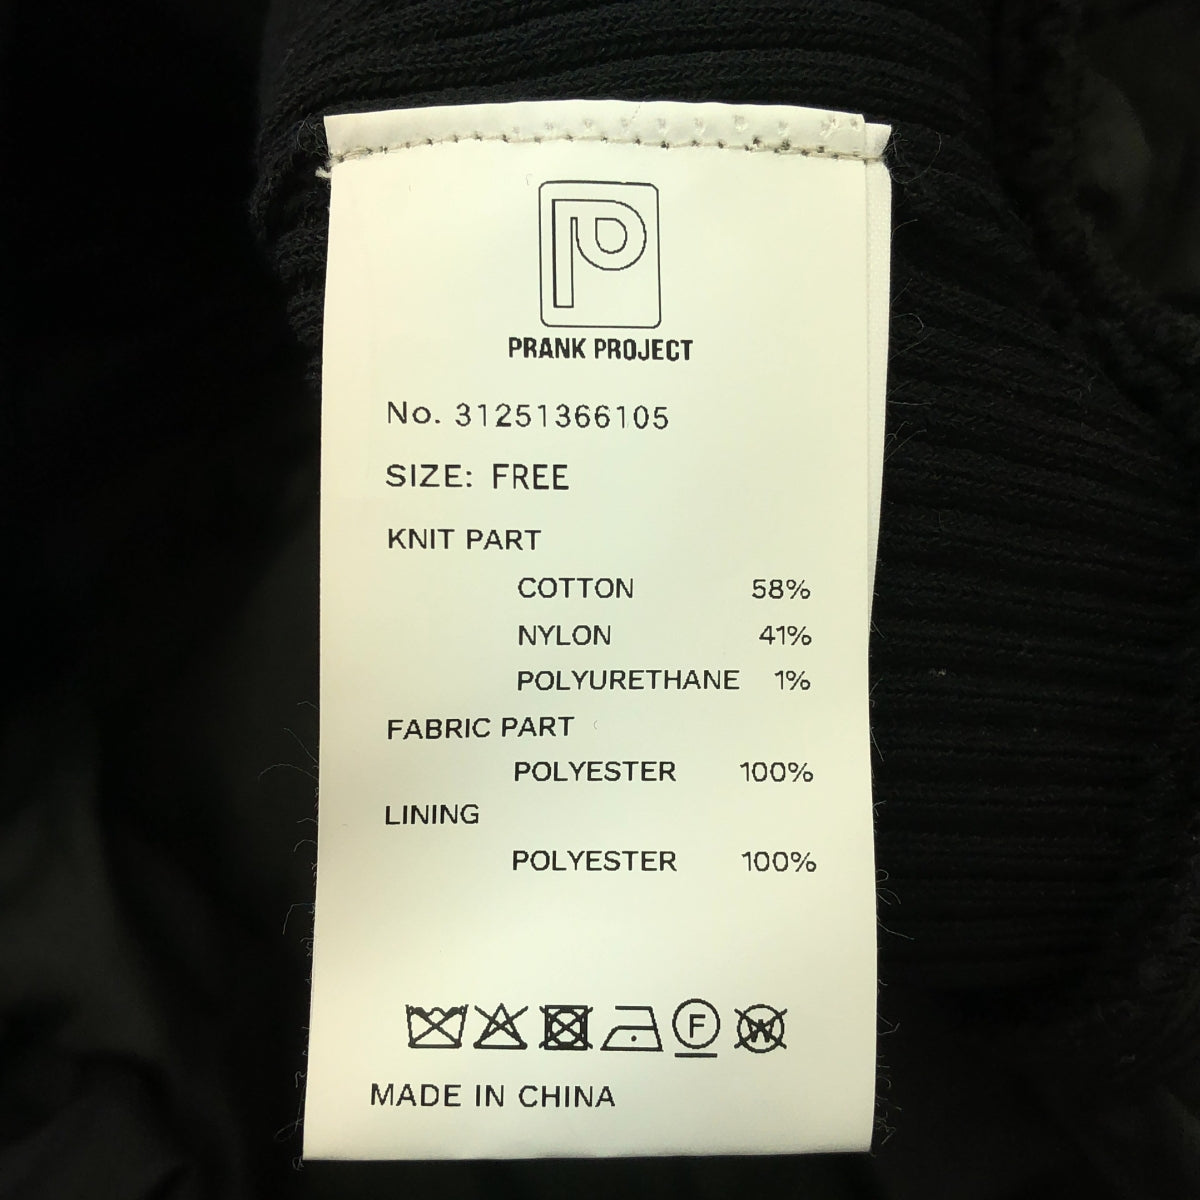 P
PRANK PROJECT
No. 31251366105
SIZE: FREE
KNIT PART
COTTON 58%
NYLON 41%
POLYURETHANE 1%
FABRIC PART
POLYESTER 100%
LINING
POLYESTER 100%
F W
MADE IN CHINA